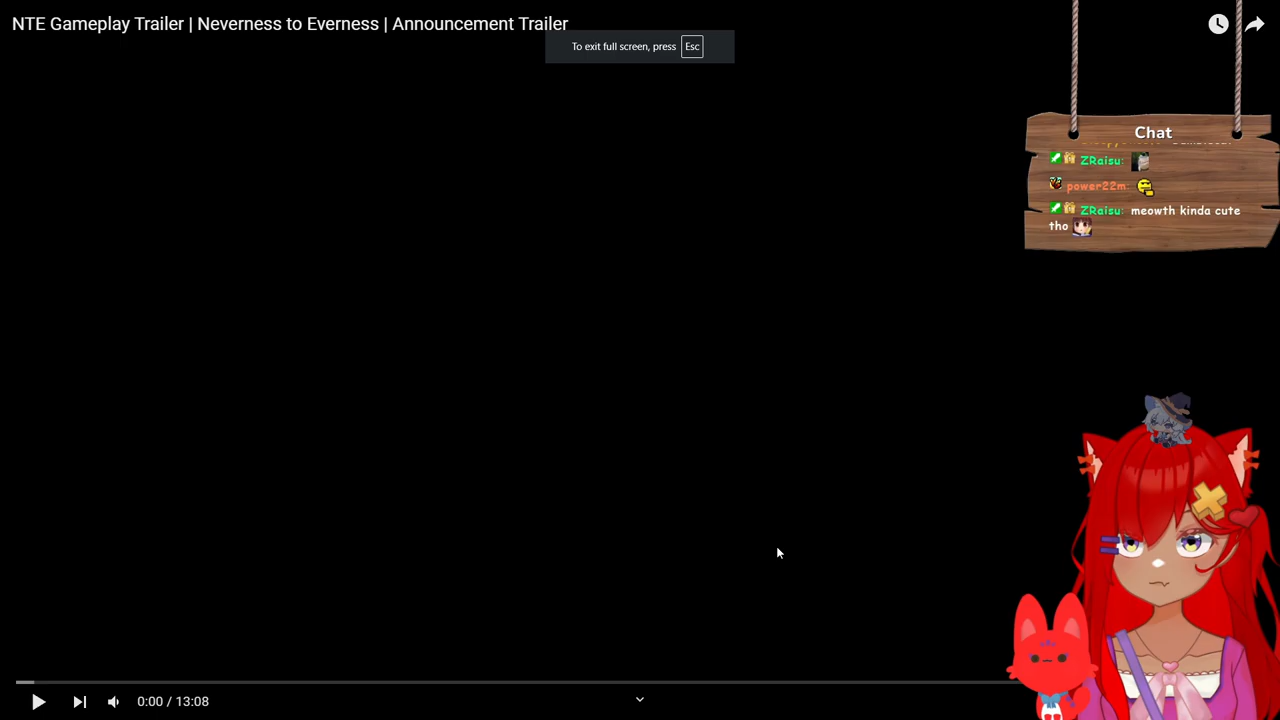 NTE Gameplay Trailer | Neverness to Everness | Announcement Trailer
To exit full screen, press Esc
Chat
ZRaisu:
power22m:
ZRaisu: meowth kinda cute
tho
0:00 / 13:08